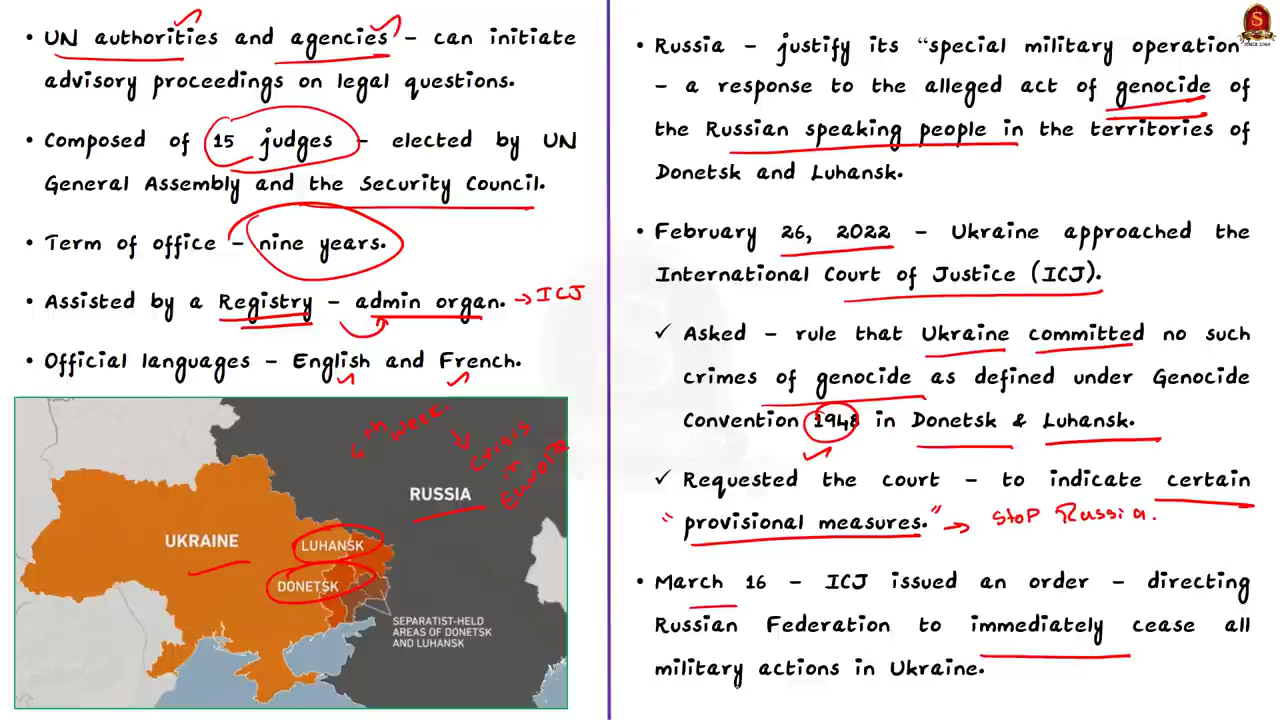 • UN authorities and agencies - can initiate
advisory proceedings on legal questions.
• Composed of 15 judges - elected by UN
General Assembly and the Security Council.
• Term of office - nine years.
• Assisted by a Registry - admin organ. → ICJ
• Official languages - English and French.
4th week.
↓ crisis
in
Europe
RUSSIA
UKRAINE
LUHANSK
DONETSK
SEPARATIST-HELD
AREAS OF DONETSK
AND LUHANSK
S
SINCE 2004
• Russia - justify its “special military operation”
- a response to the alleged act of genocide of
the Russian speaking people in the territories of
Donetsk and Luhansk.
• February 26, 2022 - Ukraine approached the
International Court of Justice (ICJ).
✓ Asked - rule that Ukraine committed no such
crimes of genocide as defined under Genocide
Convention 1948 in Donetsk & Luhansk.
✓ Requested the court - to indicate certain
“provisional measures.” → Stop Russia.
• March 16 - ICJ issued an order - directing
Russian Federation to immediately cease all
military actions in Ukraine.